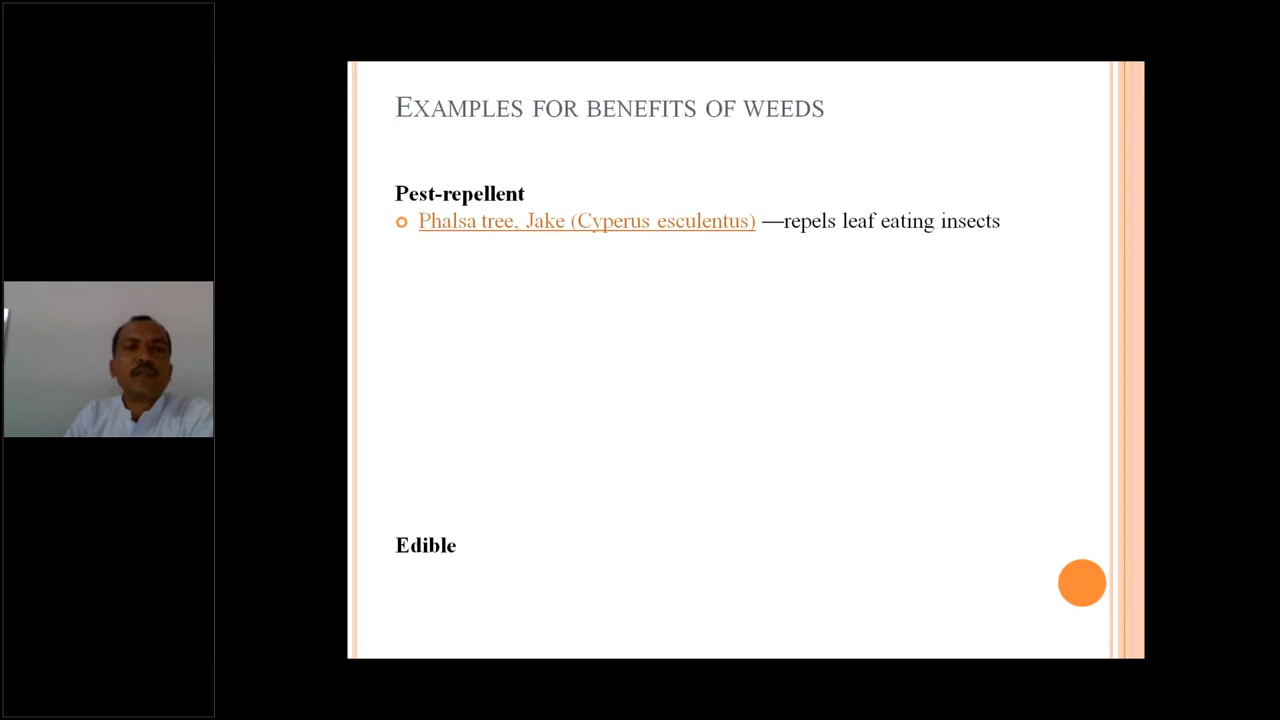 EXAMPLES FOR BENEFITS OF WEEDS
Pest-repellent
Phalsa tree, Jake (Cyperus esculentus) —repels leaf eating insects
Edible